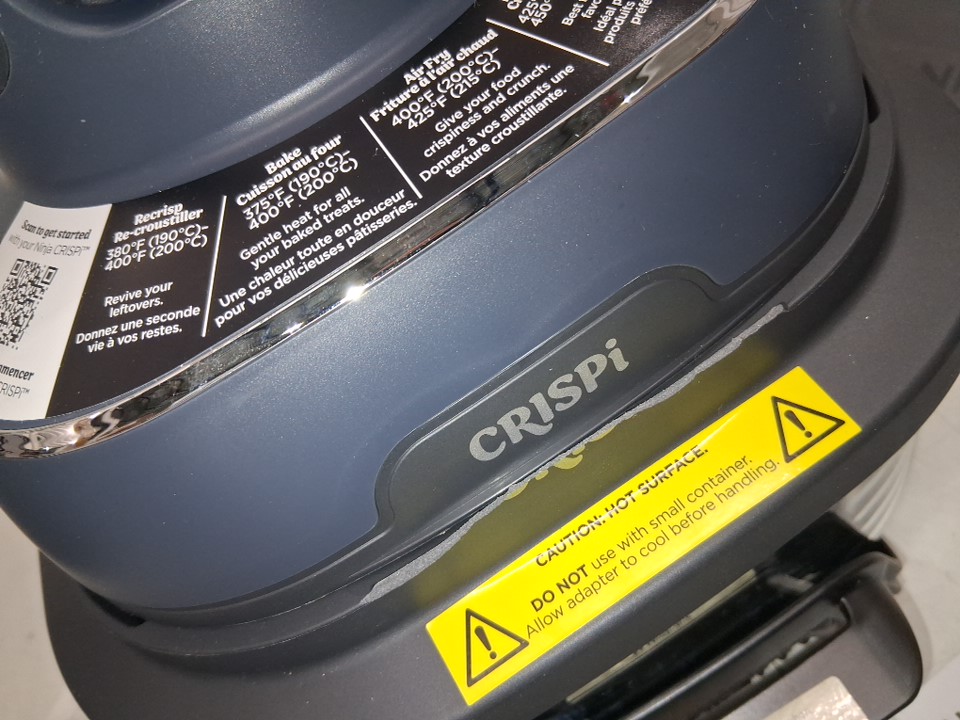 Scan to get started
with your Ninja CRISPi™
Recrisp
Re-croustiller
380°F (190°C)-
400°F (200°C)
Revive your
leftovers.
Donnez une seconde
vie à vos restes.
Bake
Cuisson au four
375°F (190°C)-
400°F (200°C)
Gentle heat for all
your baked treats.
Une chaleur toute en douceur
pour vos délicieuses pâtisseries.
Air Fry
Friture à l'air chaud
400°F (200°C)
425°F (215°C)
Give your food
crispiness and crunch.
Donnez à vos aliments une
texture croustillante.
Best
Idéal
produits
CRISPi™
CRISPi
CAUTION: HOT SURFACE.
DO NOT use with small container.
Allow adapter to cool before handling.